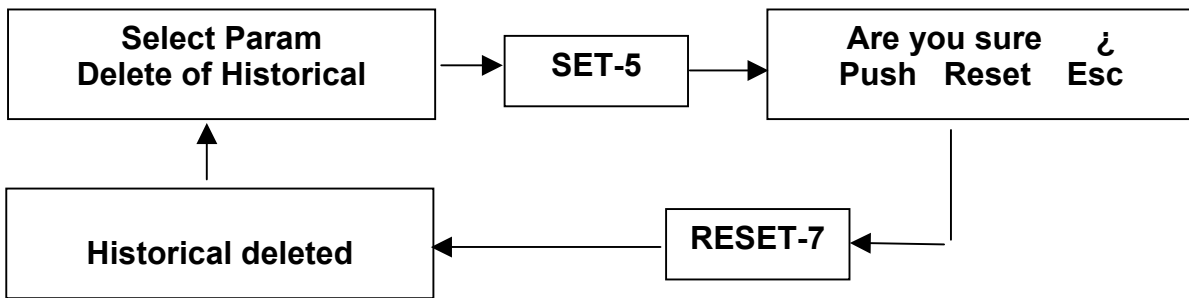 Select Param
Delete of Historical
SET-5
Are you sure ¿
Push Reset Esc
Historical deleted
RESET-7